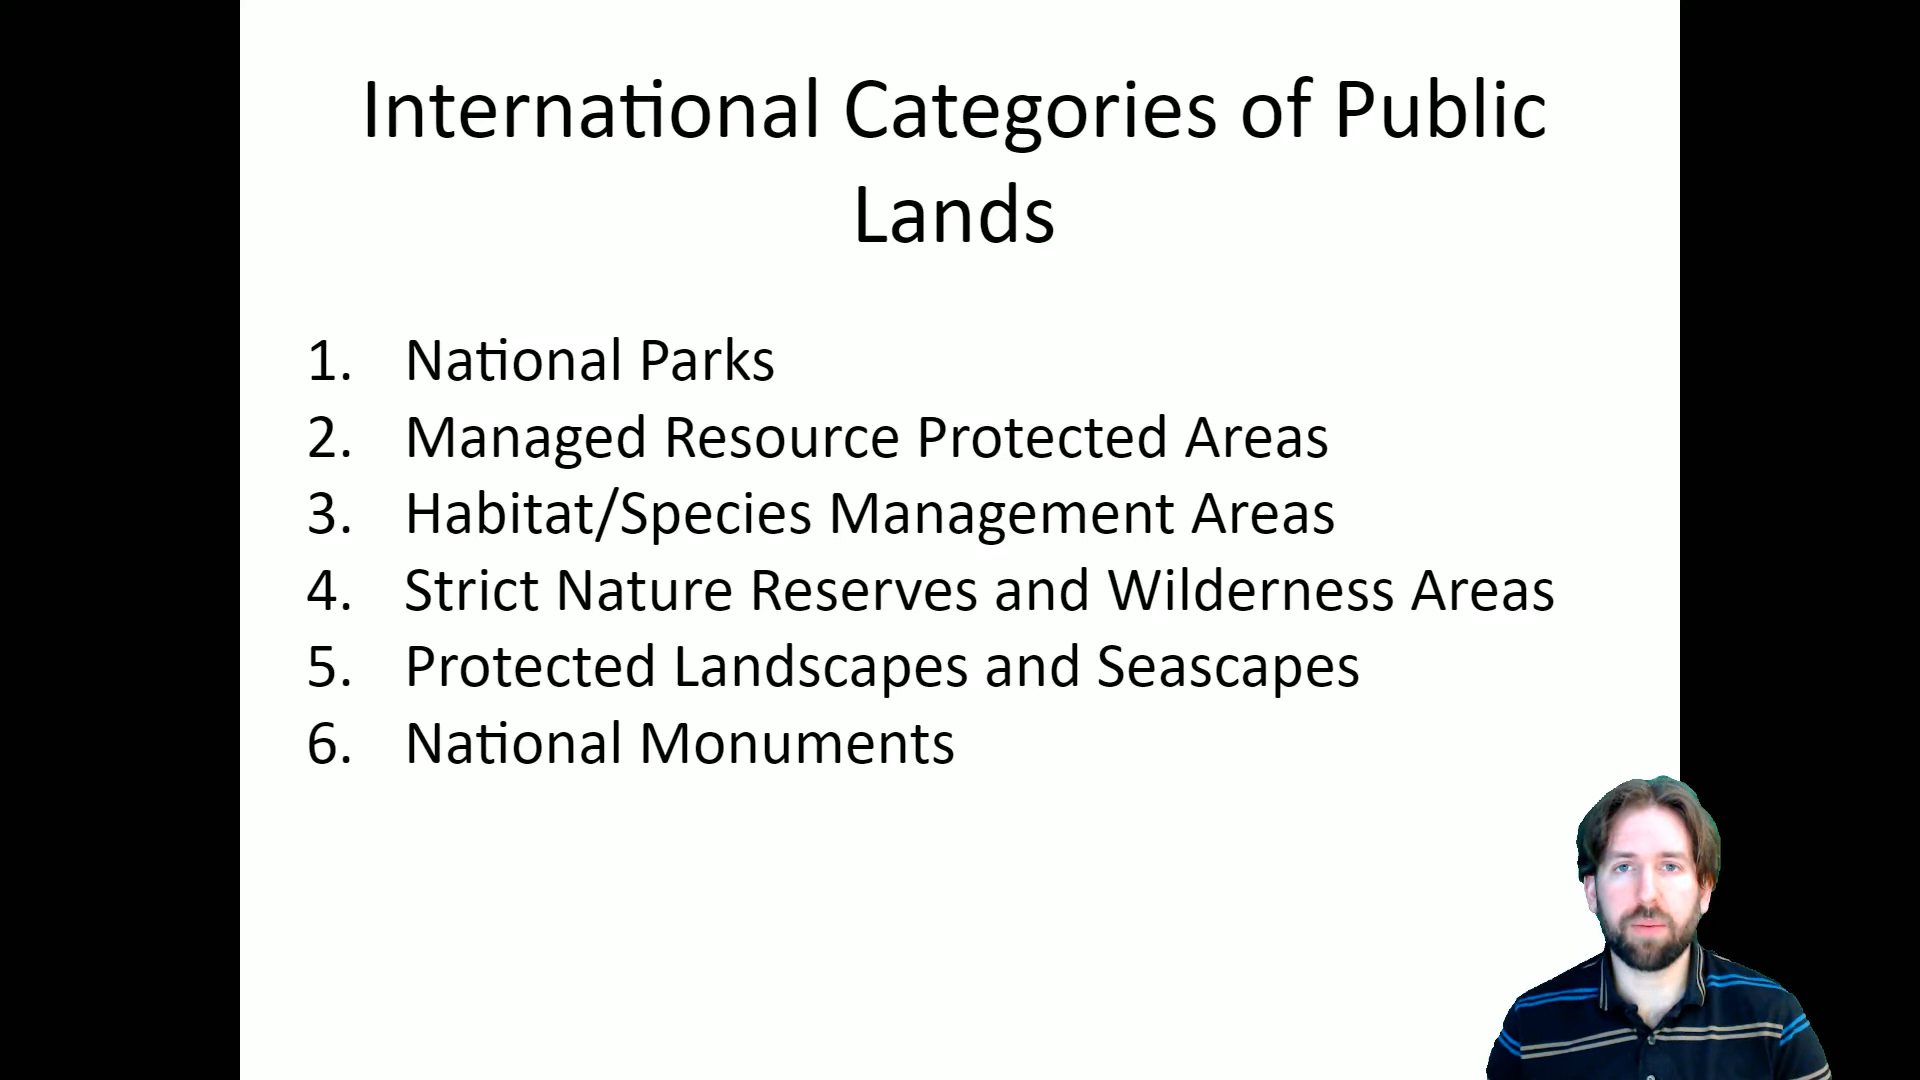 International Categories of Public
Lands
1. National Parks
2. Managed Resource Protected Areas
3. Habitat/Species Management Areas
4. Strict Nature Reserves and Wilderness Areas
5. Protected Landscapes and Seascapes
6. National Monuments